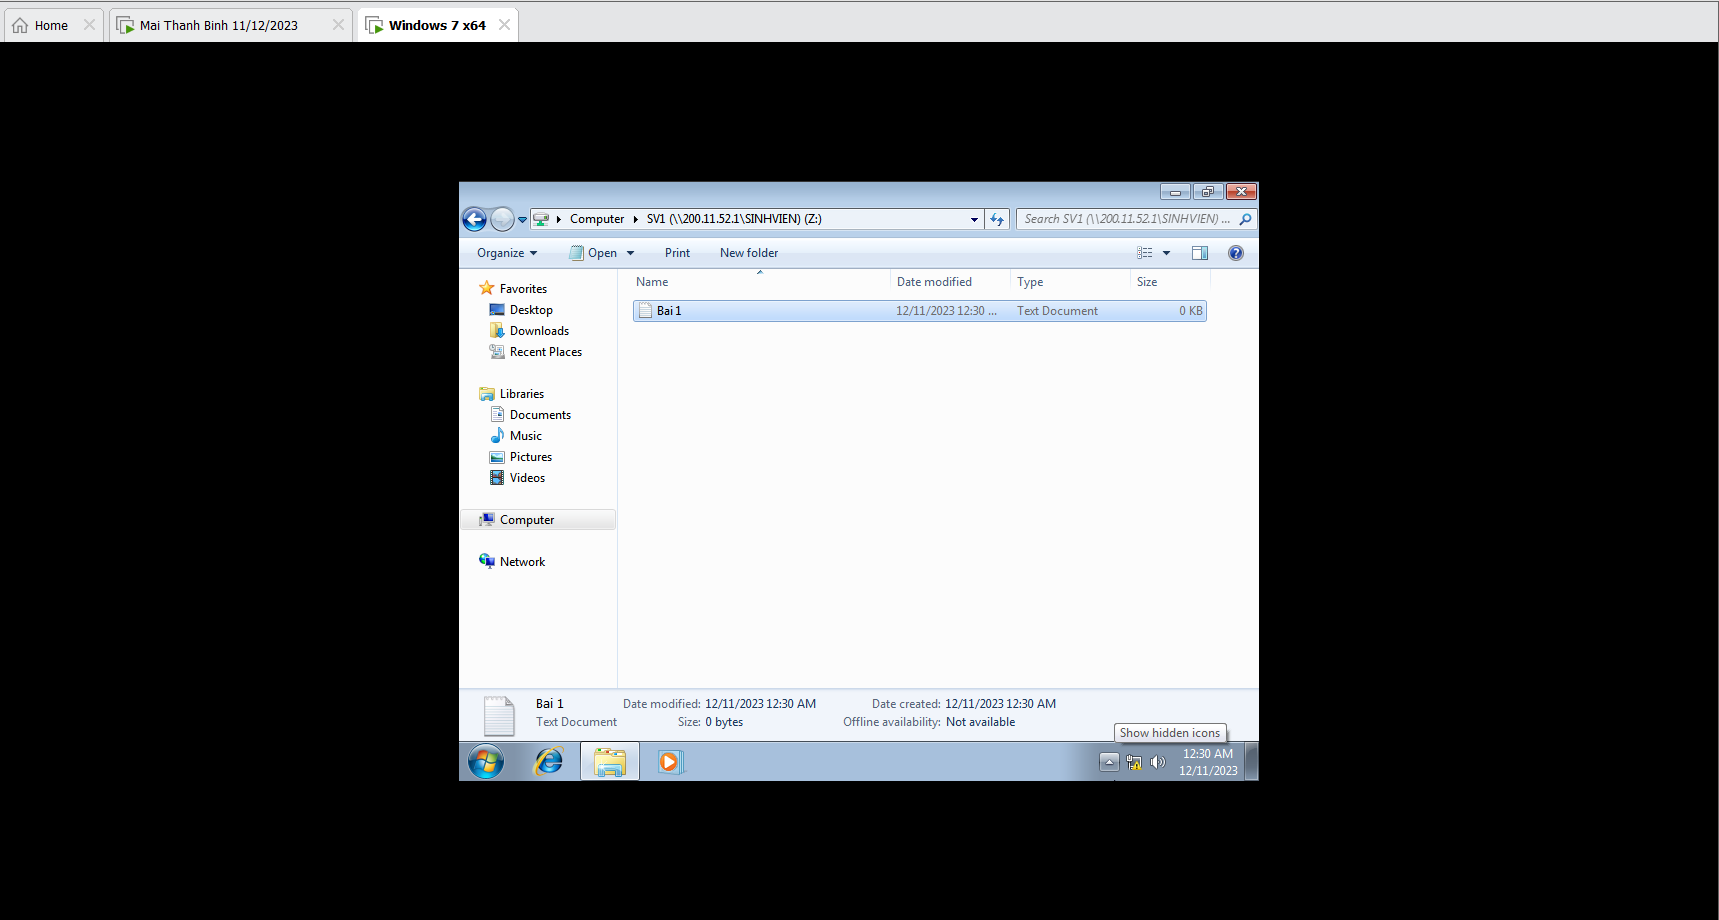 Home
Mai Thanh Binh 11/12/2023
Windows 7 x64
Computer
SV1 (\\200.11.52.1\SINHVIEN) (Z:)
Search SV1 (\\200.11.52.1\SINHVIEN) ...
Organize
Open
Print
New folder
Name
Date modified
Type
Size
Favorites
Desktop
Downloads
Recent Places
Libraries
Documents
Music
Pictures
Videos
Computer
Network
Bai 1
12/11/2023 12:30 ...
Text Document
0 KB
Bai 1
Date modified: 12/11/2023 12:30 AM
Date created: 12/11/2023 12:30 AM
Text Document
Size: 0 bytes
Offline availability: Not available
Show hidden icons
12:30 AM
12/11/2023